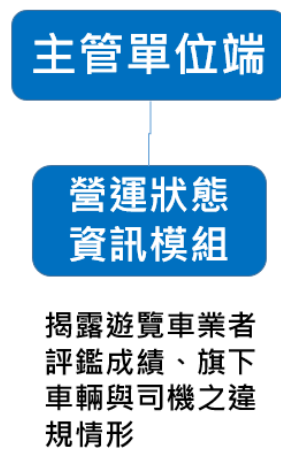 主管單位端
營運狀態
資訊模組
揭露遊覽車業者
評鑑成績、旗下
車輛與司機之違
規情形